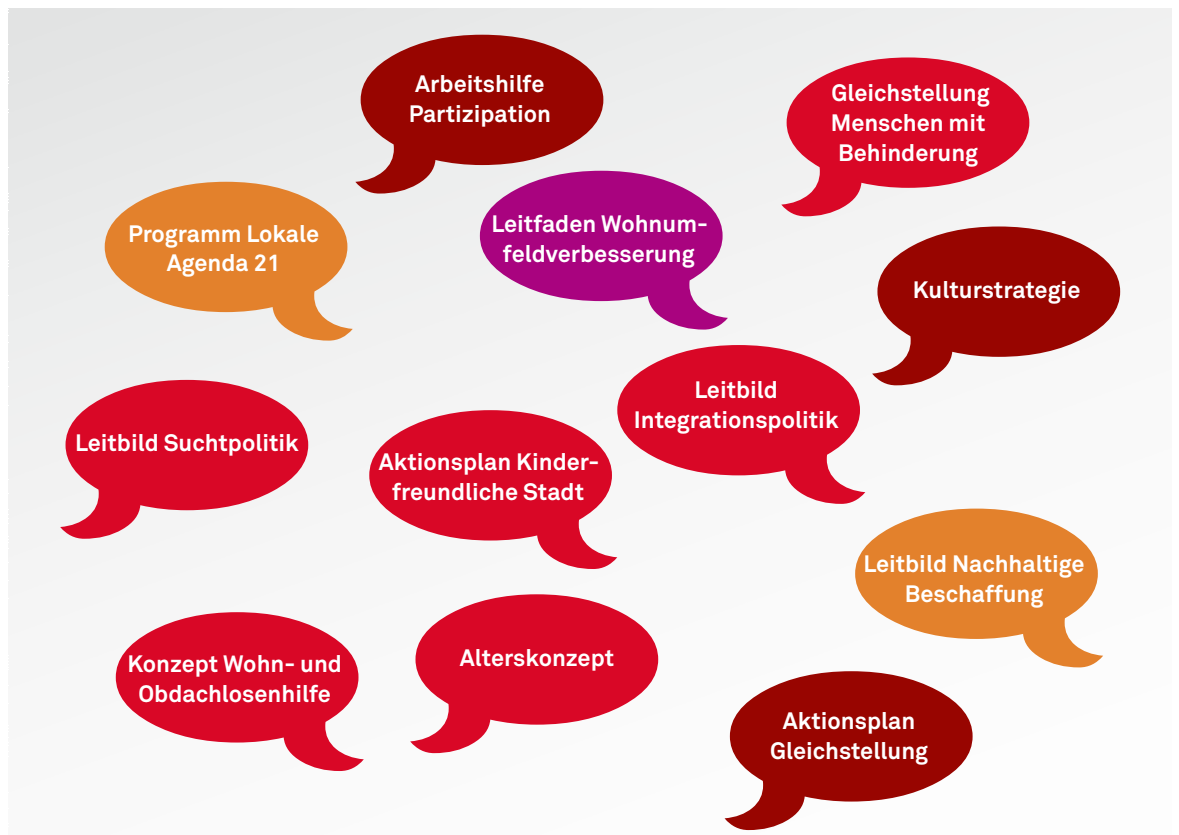 Arbeitshilfe
Partizipation
Gleichstellung
Menschen mit
Behinderung
Programm Lokale
Agenda 21
Leitfaden Wohnum-
feldverbesserung
Kulturstrategie
Leitbild
Integrationspolitik
Leitbild Suchtpolitik
Aktionsplan Kinder-
freundliche Stadt
Leitbild Nachhaltige
Beschaffung
Konzept Wohn- und
Obdachlosenhilfe
Alterskonzept
Aktionsplan
Gleichstellung